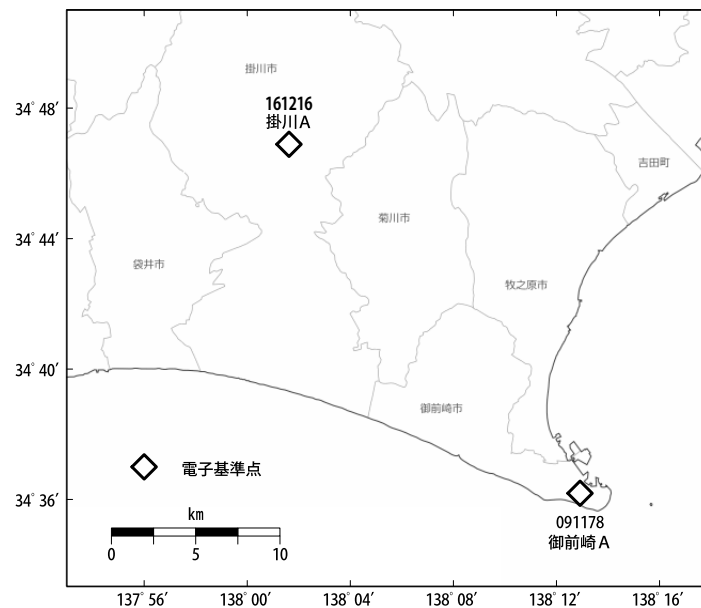 掛川市
34°48′
161216
掛川A
吉田町
菊川市
34°44′
袋井市
牧之原市
34°40′
御前崎市
電子基準点
34°36′
km
0 5 10
091178
御前崎A
137°56′ 138°00′ 138°04′ 138°08′ 138°12′ 138°16′